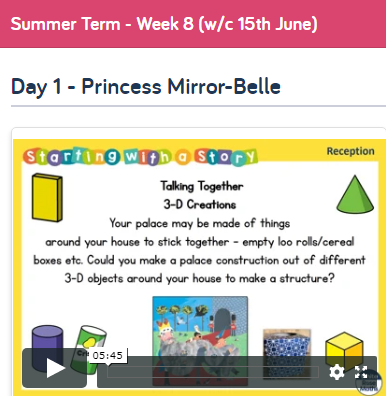 Summer Term - Week 8 (w/c 15th June)
Day 1 - Princess Mirror-Belle
Starting with a Story
Reception
Talking Together
3-D Creations
Your palace may be made of things
around your house to stick together - empty loo rolls/cereal
boxes etc. Could you make a palace construction out of different
3-D objects around your house to make a structure?
05:45